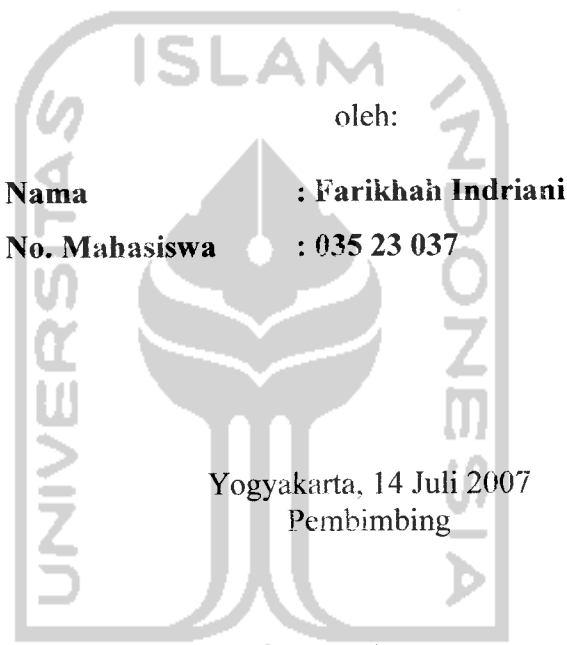 UNIVERSITAS ISLAM INDONESIA
oleh:
Nama : Farikhah Indriani
No. Mahasiswa : 035 23 037
Yogyakarta, 14 Juli 2007
Pembimbing